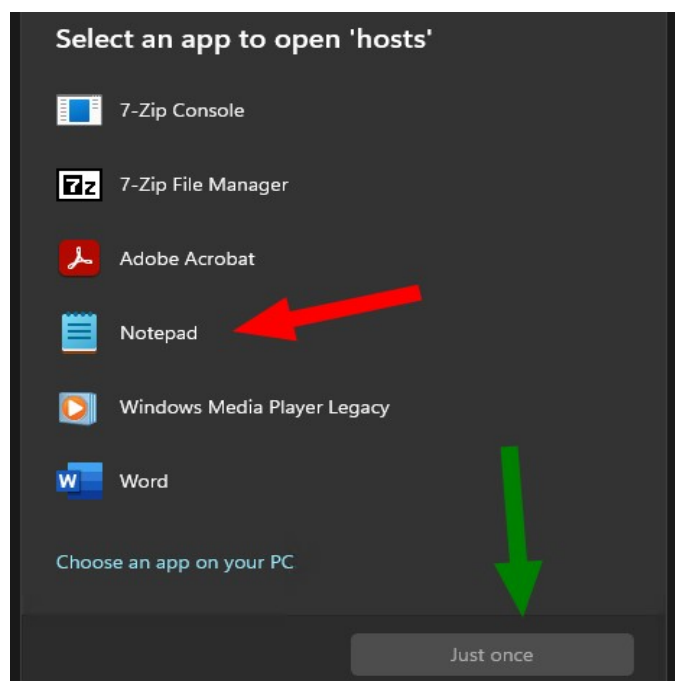 Select an app to open 'hosts'
7-Zip Console
7z
7-Zip File Manager
Adobe Acrobat
Notepad
Windows Media Player Legacy
W
Word
Choose an app on your PC
Just once